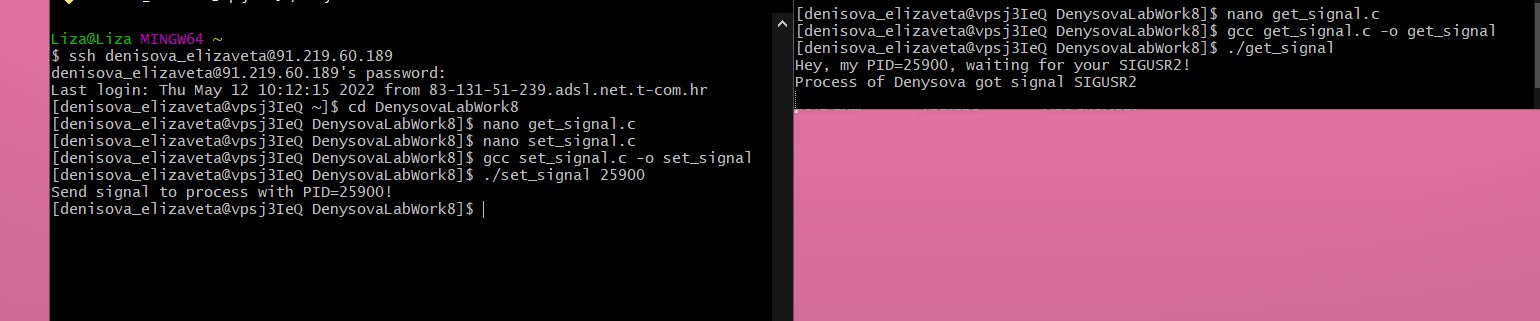 Liza@Liza MINGW64 ~
$ ssh denisova_elizaveta@91.219.60.189
denisova_elizaveta@91.219.60.189's password:
Last login: Thu May 12 10:12:15 2022 from 83-131-51-239.adsl.net.t-com.hr
[denisova_elizaveta@vpsj3IeQ ~]$ cd DenysovaLabWork8
[denisova_elizaveta@vpsj3IeQ DenysovaLabWork8]$ nano get_signal.c
[denisova_elizaveta@vpsj3IeQ DenysovaLabWork8]$ nano set_signal.c
[denisova_elizaveta@vpsj3IeQ DenysovaLabWork8]$ gcc set_signal.c -o set_signal
[denisova_elizaveta@vpsj3IeQ DenysovaLabWork8]$ ./set_signal 25900
Send signal to process with PID=25900!
[denisova_elizaveta@vpsj3IeQ DenysovaLabWork8]$
[denisova_elizaveta@vpsj3IeQ DenysovaLabWork8]$ nano get_signal.c
[denisova_elizaveta@vpsj3IeQ DenysovaLabWork8]$ gcc get_signal.c -o get_signal
[denisova_elizaveta@vpsj3IeQ DenysovaLabWork8]$ ./get_signal
Hey, my PID=25900, waiting for your SIGUSR2!
Process of Denysova got signal SIGUSR2